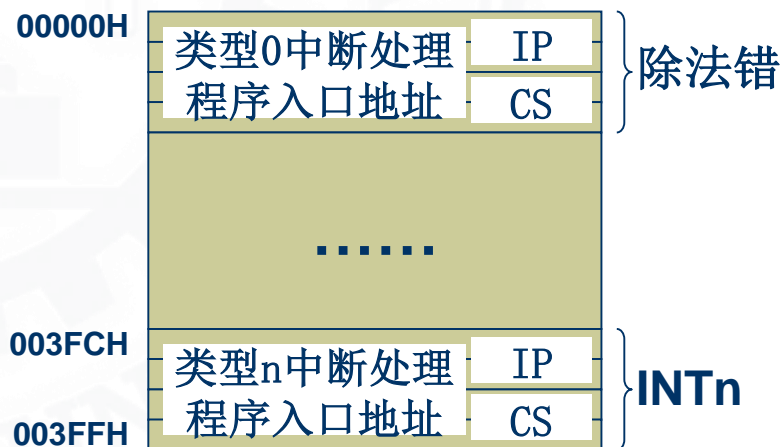 00000H
类型0中断处理 IP
程序入口地址 CS
除法错
......
003FCH
类型n中断处理 IP
程序入口地址 CS
INTn
003FFH